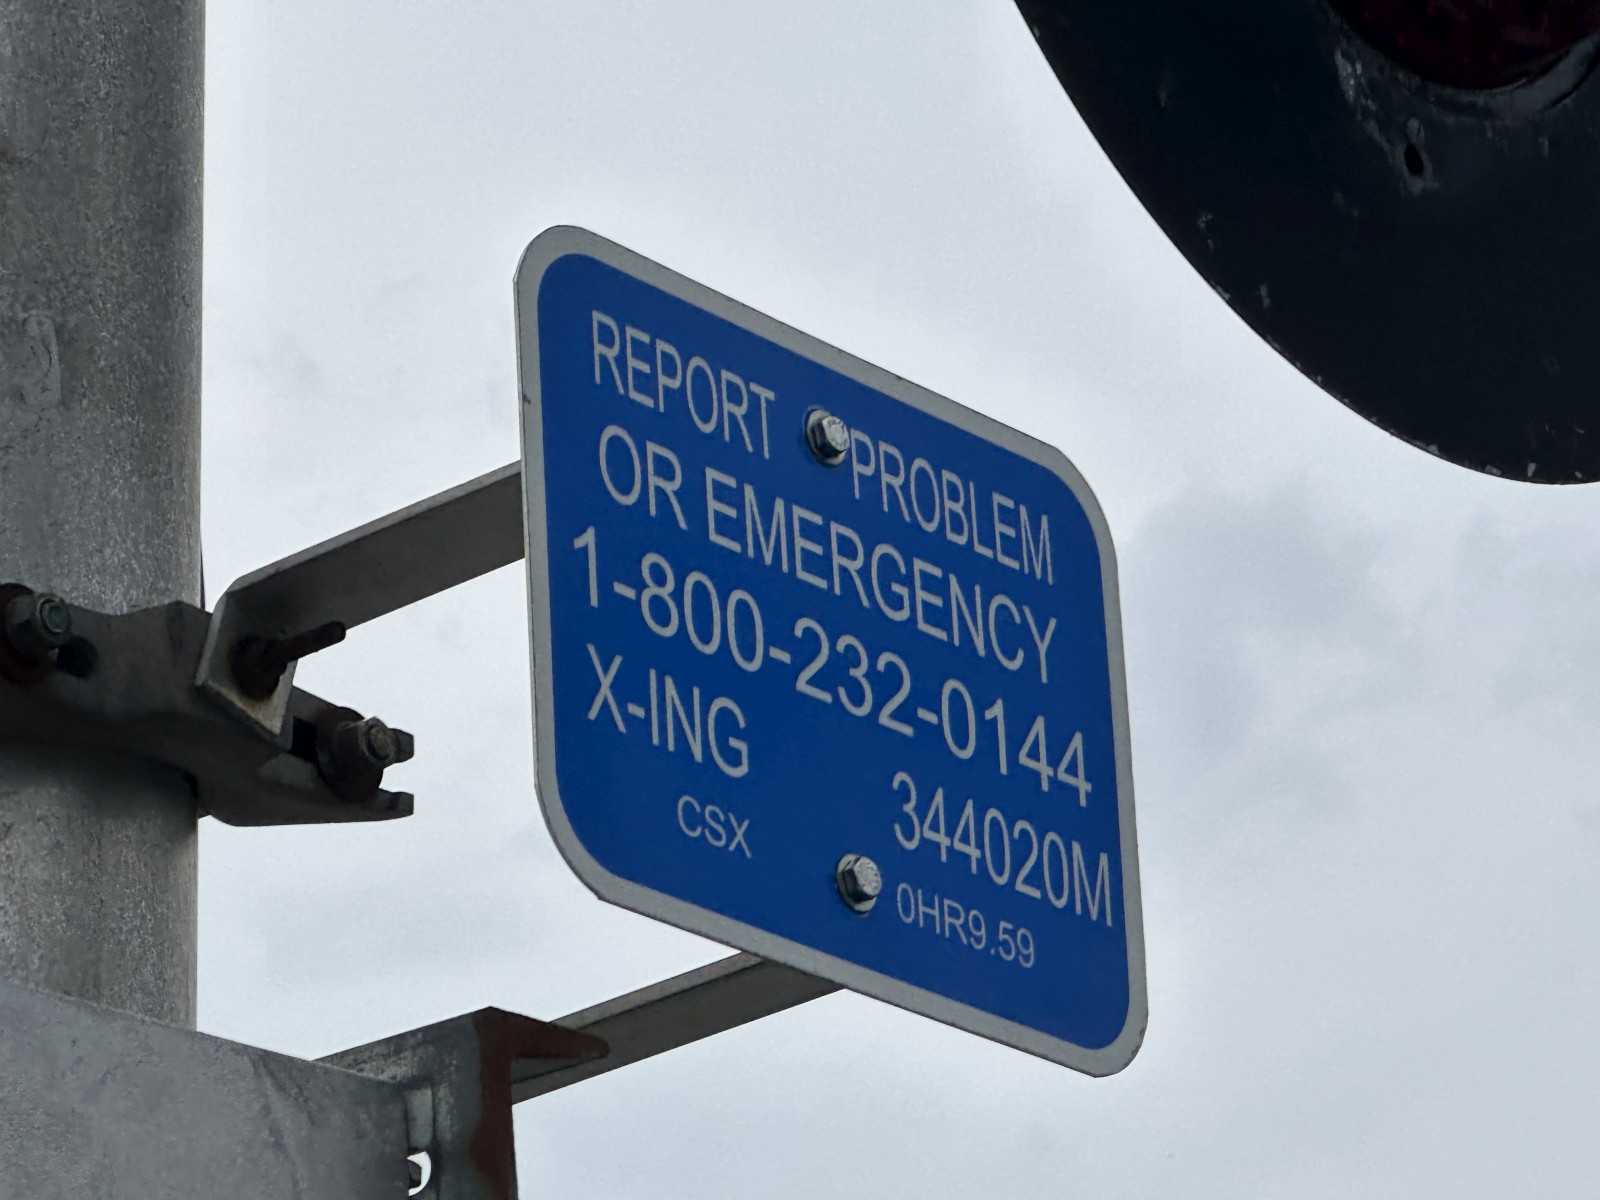 REPORT PROBLEM
OR EMERGENCY
1-800-232-0144
X-ING 344020M
CSX 0HR9.59